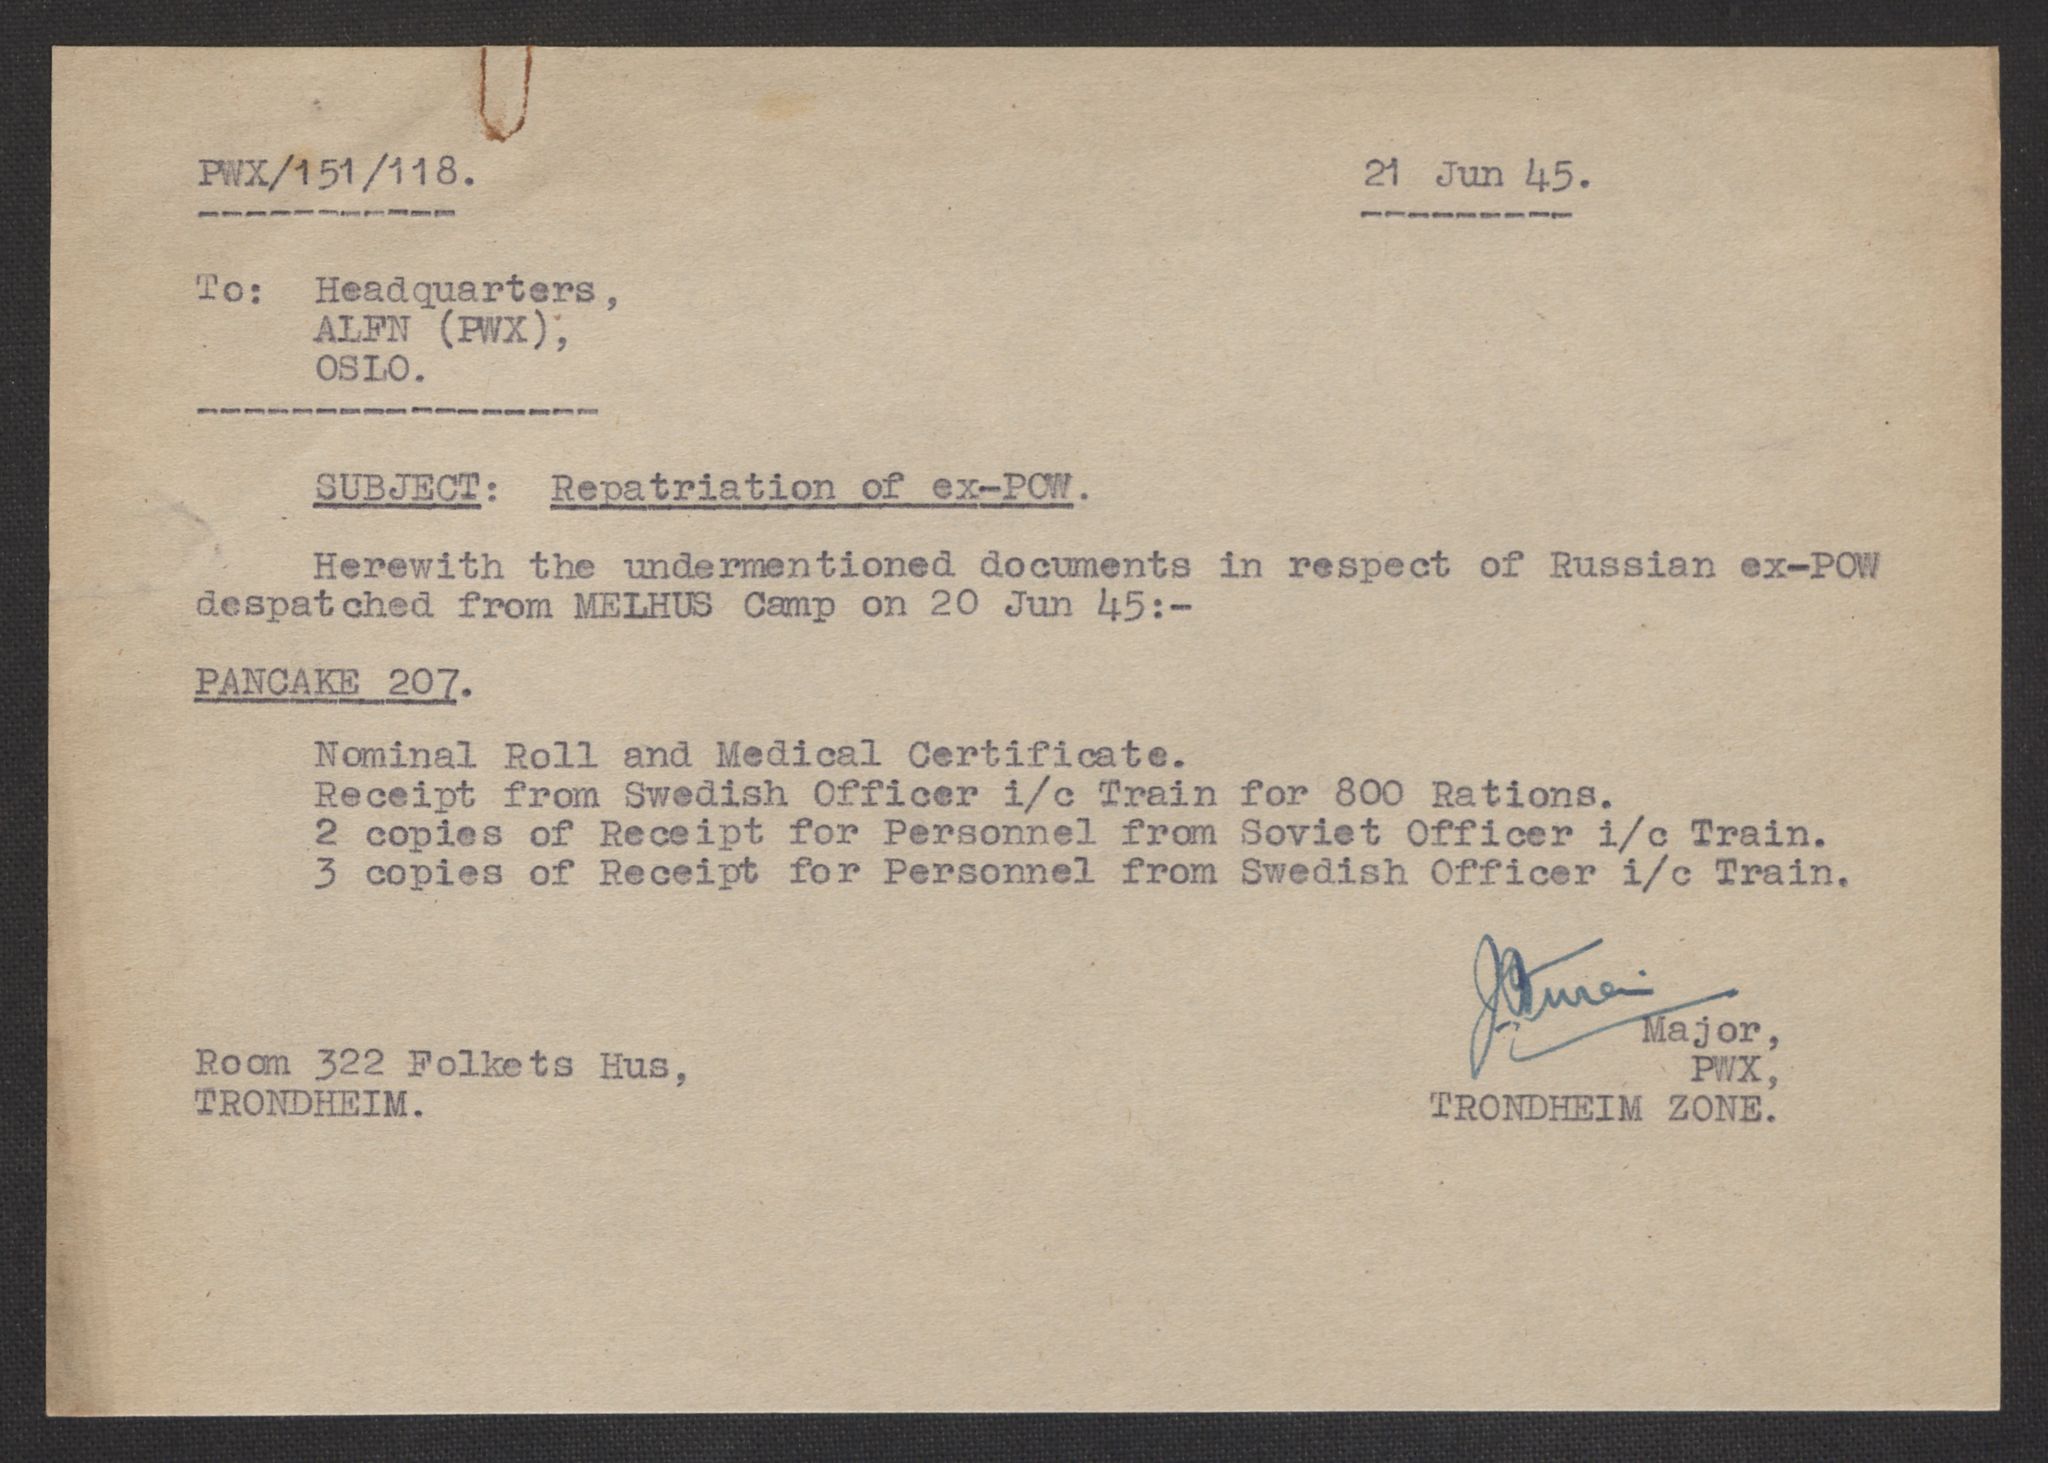 PWX/151/118.
21 Jun 45.
To: Headquarters,
ALFN (PWX),
OSLO.
SUBJECT: Repatriation of ex-POW.
Herewith the undermentioned documents in respect of Russian ex-POW
despatched from MELHUS Camp on 20 Jun 45:-
PANCAKE 207.
Nominal Roll and Medical Certificate.
Receipt from Swedish Officer i/c Train for 800 Rations.
2 copies of Receipt for Personnel from Soviet Officer i/c Train.
3 copies of Receipt for Personnel from Swedish Officer i/c Train.
Major,
PWX,
TRONDHEIM ZONE.
Room 322 Folkets Hus,
TRONDHEIM.